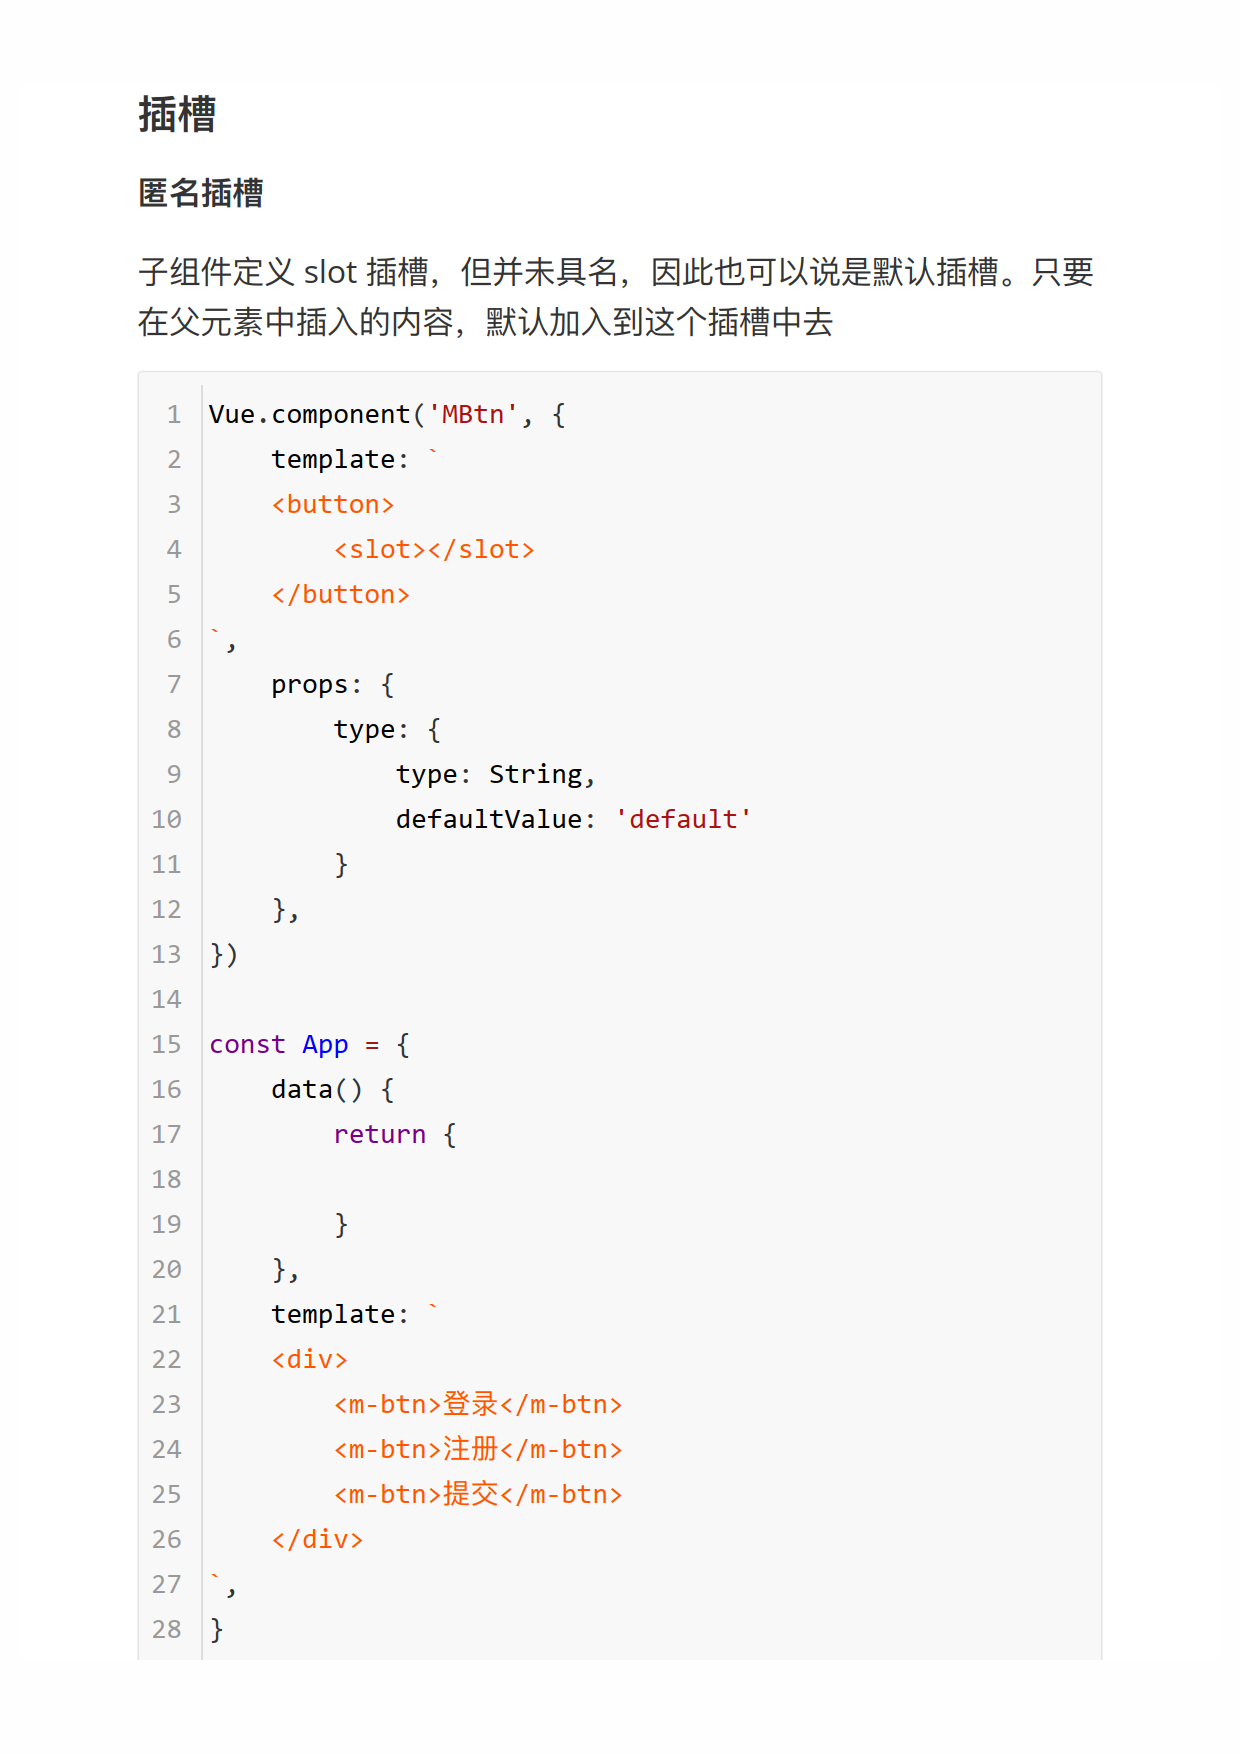 插槽
匿名插槽
子组件定义 slot 插槽，但并未具名，因此也可以说是默认插槽。只要
在父元素中插入的内容，默认加入到这个插槽中去
1 Vue.component('MBtn', {
2     template: `
3     <button>
4         <slot></slot>
5     </button>
6 `,
7     props: {
8         type: {
9             type: String,
10             defaultValue: 'default'
11         }
12     },
13 })
14
15 const App = {
16     data() {
17         return {
18
19         }
20     },
21     template: `
22     <div>
23         <m-btn>登录</m-btn>
24         <m-btn>注册</m-btn>
25         <m-btn>提交</m-btn>
26     </div>
27 `,
28 }